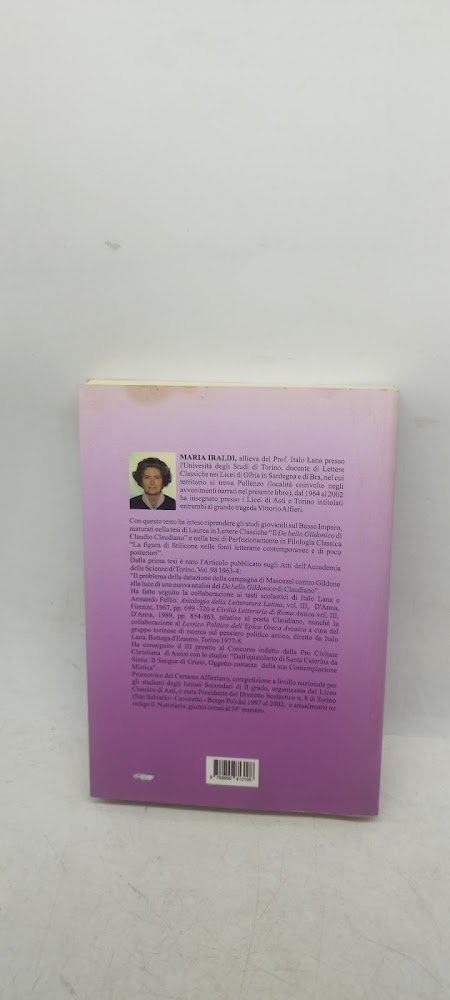 MARIA IRALDI, allieva del Prof. Italo Lana presso
l'Univesità degli Studi di Torino, docente di Lettere
Classiche nei Licei di Olbia in Sardegna e di Bra, nel cui
territorio si trova Pollenzo (località coinvolte negli
avvenimenti narrati nel presente libro), dal 1964 al 2002
ha insegnato presso i Licei di Asti e Torino intitolati
entrambi al grande trageda Vittorio Alfieri.
Con questo testo ha inteso riprendere gli studi giovanili sul Basso Impero,
maturati nella tesi di Laurea in Lettere Classiche "Il De bello Gildonico di
Claudio Claudiano" e nella tesi di Perfezionamento in Filologia Classica
"La figura di Stilicone nelle fonti letterarie contemporanee e di poco
posteriori".
Dalla prima tesi è nato l'Articolo pubblicato sugli Atti dell'Accademia
delle Scienze di Torino, Vol. 98 1963-4:
"Il problema della datazione della campagna di Mascezel contro Gildone
alla luce di una nuova analisi del De bello Gildonico di Claudiano".
Ha fatto seguito la collaborazione ai testi scolastici di Italo Lana e
Armando Fellin: Antologia della Letteratura Latina, vol. III, D'Anna,
Firenze, 1967, pp. 699-720 e Civiltà Letteraria di Roma Antica vol. III,
D'Anna, 1989, pp. 854-863, relative al poeta Claudiano, nonché la
collaborazione al Lessico Politico dell'Epica Greca Arcaica a cura del
gruppo torinese di ricerca sul pensiero politico antico, diretto da Italo
Lana, Bottega d'Erasmo, Torino 1977-8.
Ha conseguito il III premio al Concorso indetto dalla Pro Civitate
Christiana di Assisi con lo studio: "Dall'epistolario di Santa Caterina da
Siena: Il Sangue di Cristo, Oggetto costante della sua Contemplazione
Mistica".
Promotrice del Certame Alfieriano, competizione a livello nazionale per
gli studenti degli Istituti Secondari di II grado, organizzata dal Liceo
Classico di Asti, è stata Presidente del Distretto Scolastico n. 8 di Torino
(San Salvario - Cavoretto - Borgo Po) dal 1997 al 2002, e attualmente ne
redige il Notiziario, giunto ormai al 34° numero.